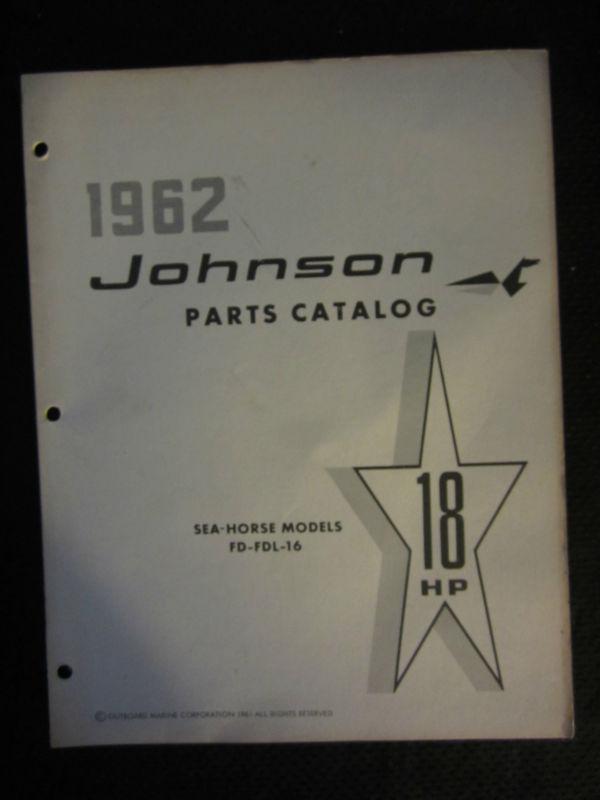 1962
Johnson
PARTS CATALOG
18
HP
SEA-HORSE MODELS
FD-FDL-16
© OUTBOARD MARINE CORPORATION 1961 ALL RIGHTS RESERVED